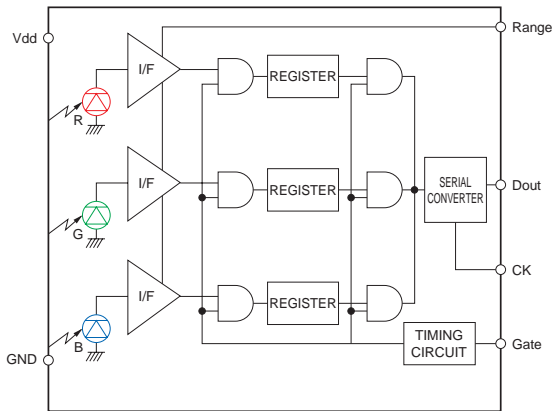 Vdd
Range
I/F
REGISTER
R
I/F
REGISTER
SERIAL
CONVERTER
Dout
G
CK
I/F
REGISTER
B
TIMING
CIRCUIT
Gate
GND